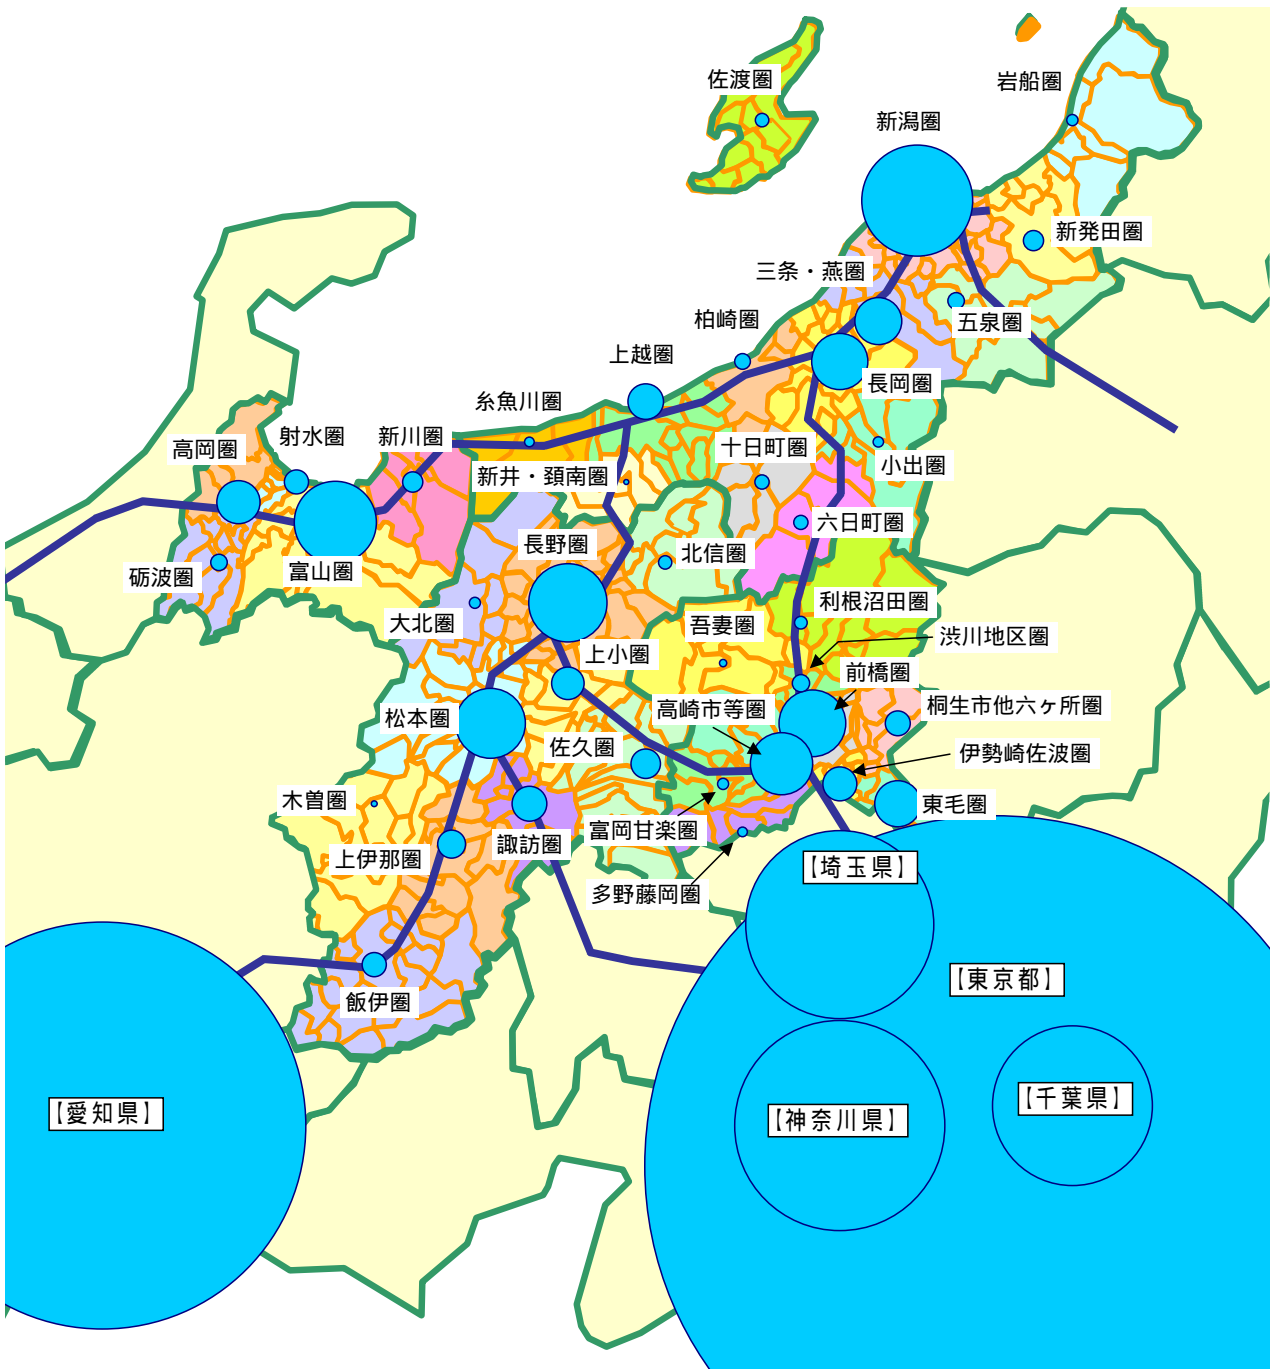 佐渡圏
岩船圏
新潟圏
新発田圏
三条・燕圏
五泉圏
柏崎圏
上越圏
長岡圏
糸魚川圏
射水圏
新川圏
高岡圏
十日町圏
小出圏
新井・頚南圏
六日町圏
長野圏
北信圏
富山圏
砺波圏
利根沼田圏
大北圏
吾妻圏
渋川地区圏
上小圏
前橋圏
高崎市等圏
桐生市他六ヶ所圏
松本圏
佐久圏
伊勢崎佐波圏
木曽圏
東毛圏
富岡甘楽圏
諏訪圏
上伊那圏
【埼玉県】
多野藤岡圏
【東京都】
飯伊圏
【千葉県】
【愛知県】
【神奈川県】